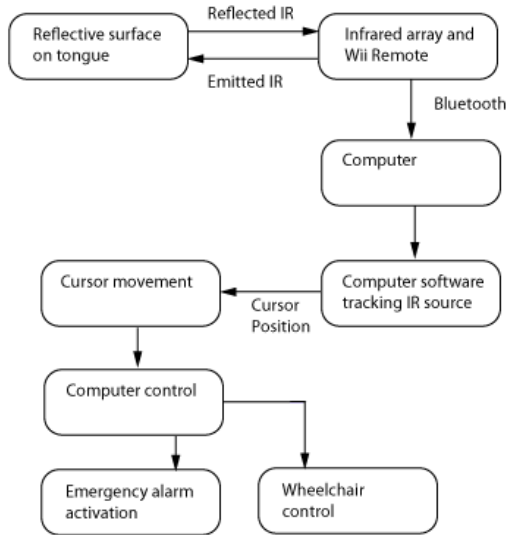 Reflected IR
Reflective surface
on tongue
Infrared array and
Wii Remote
Emitted IR
Bluetooth
Computer
Computer software
tracking IR source
Cursor movement
Cursor
Position
Computer control
Emergency alarm
activation
Wheelchair
control